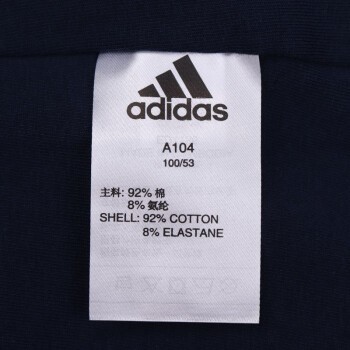 adidas
A104
100/53
主料: 92% 棉
8% 氨纶
SHELL: 92% COTTON
8% ELASTANE